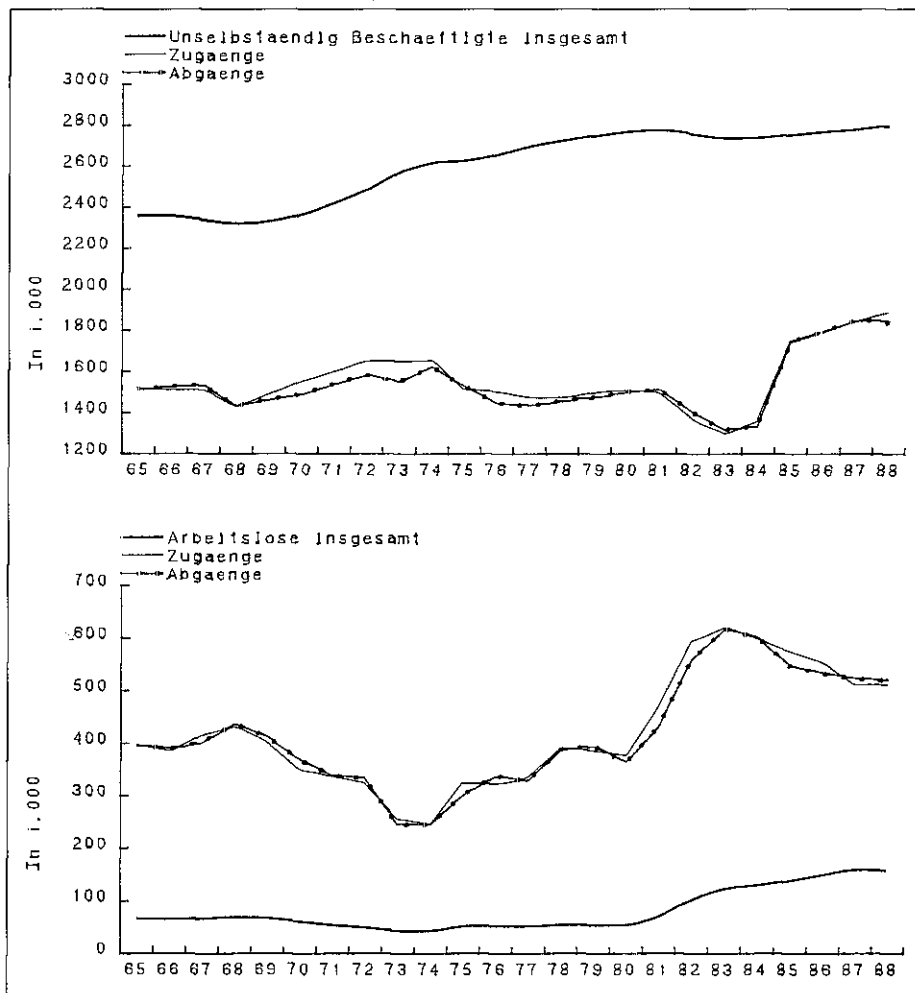 Unselbstaendig Beschaeftigte Insgesamt
Zugaenge
Abgaenge
3000
2800
2600
2400
2200
2000
1800
1600
1400
1200
In 1.000
65 66 67 68 69 70 71 72 73 74 75 76 77 78 79 80 81 82 83 84 85 86 87 88
Arbeitslose Insgesamt
Zugaenge
Abgaenge
700
600
500
400
300
200
100
0
In 1.000
65 66 67 68 69 70 71 72 73 74 75 76 77 78 79 80 81 82 83 84 85 86 87 88